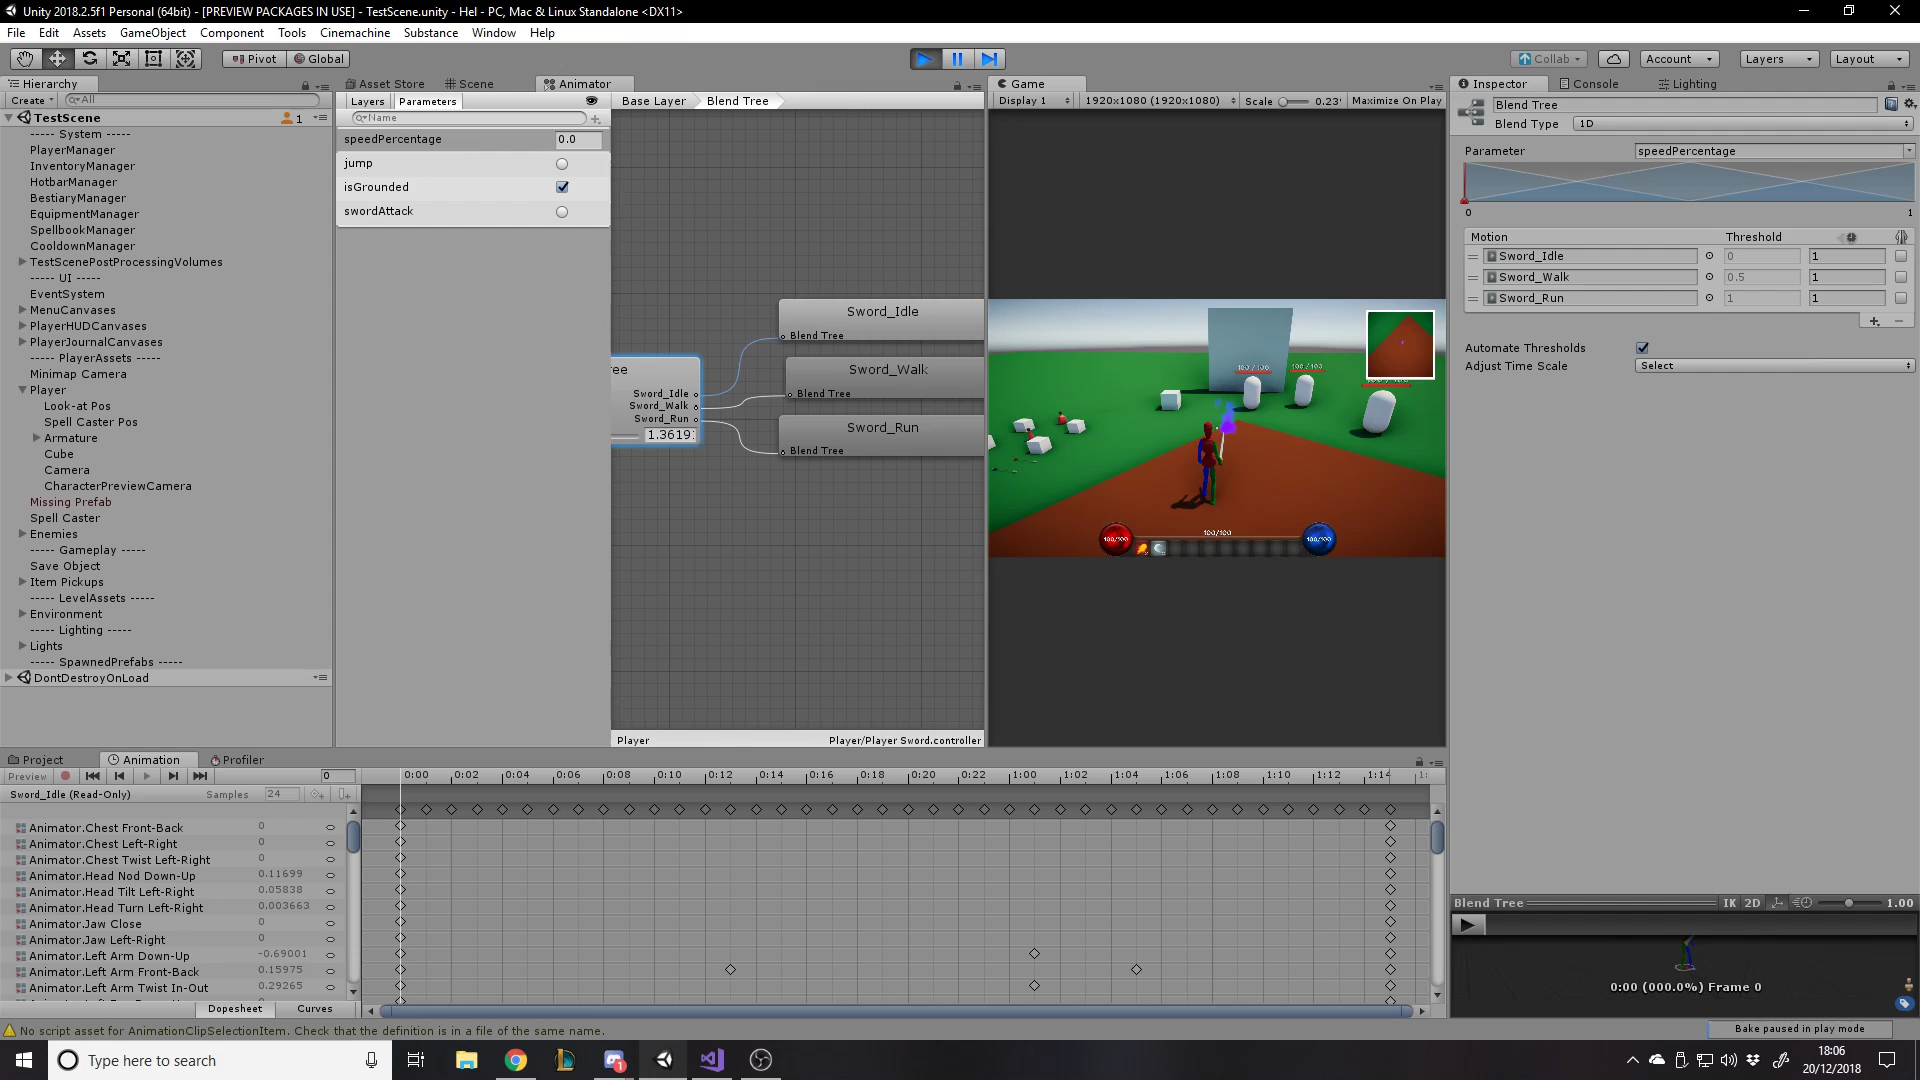 Unity 2018.2.5f1 Personal (64bit) - [PREVIEW PACKAGES IN USE] - TestScene.unity - Hel - PC, Mac & Linux Standalone <DX11>
File Edit Assets GameObject Component Tools Cinemachine Substance Window Help
Pivot Global Collab Account Layers Layout
Hierarchy
Create All
TestScene 1
----- System -----
PlayerManager
InventoryManager
HotbarManager
BestiaryManager
EquipmentManager
SpellbookManager
CooldownManager
TestScenePostProcessingVolumes
----- UI -----
EventSystem
MenuCanvases
PlayerHUDCanvases
PlayerJournalCanvases
----- PlayerAssets -----
Minimap Camera
Player
Look-at Pos
Spell Caster Pos
Armature
Cube
Camera
CharacterPreviewCamera
Missing Prefab
Spell Caster
Enemies
----- Gameplay -----
Save Object
Item Pickups
----- LevelAssets -----
Environment
----- Lighting -----
Lights
----- SpawnedPrefabs -----
DontDestroyOnLoad
Asset Store Scene Animator
Layers Parameters
Name
speedPercentage 0.0
jump
isGrounded
swordAttack
Base Layer Blend Tree
Sword_Idle
Blend Tree
Sword_Walk
Blend Tree
Sword_Run
Blend Tree
ree
Sword_Idle
Sword_Walk
Sword_Run
1.3619
Player Player/Player Sword.controller
Game
Display 1 1920x1080 (1920x1080) Scale 0.23 Maximize On Play
100 / 100
100 / 100
100/100
100/100
100/100
Inspector Console Lighting
Blend Tree
Blend Type 1D
Parameter speedPercentage
0 1
Motion Threshold
Sword_Idle 0 1
Sword_Walk 0.5 1
Sword_Run 1 1
Automate Thresholds
Adjust Time Scale Select
Blend Tree IK 2D 1.00
0:00 (000.0%) Frame 0
Bake paused in play mode
Project Animation Profiler
Preview 0
0:00 0:02 0:04 0:06 0:08 0:10 0:12 0:14 0:16 0:18 0:20 0:22 1:00 1:02 1:04 1:06 1:08 1:10 1:12 1:14
Sword_Idle (Read-Only) Samples 24
Animator.Chest Front-Back 0
Animator.Chest Left-Right 0
Animator.Chest Twist Left-Right 0
Animator.Head Nod Down-Up 0.11699
Animator.Head Tilt Left-Right 0.05838
Animator.Head Turn Left-Right 0.003663
Animator.Jaw Close 0
Animator.Jaw Left-Right 0
Animator.Left Arm Down-Up -0.69001
Animator.Left Arm Front-Back 0.15975
Animator.Left Arm Twist In-Out 0.29265
Dopesheet Curves
No script asset for AnimationClipSelectionItem. Check that the definition is in a file of the same name.
Type here to search
1
18:06
20/12/2018